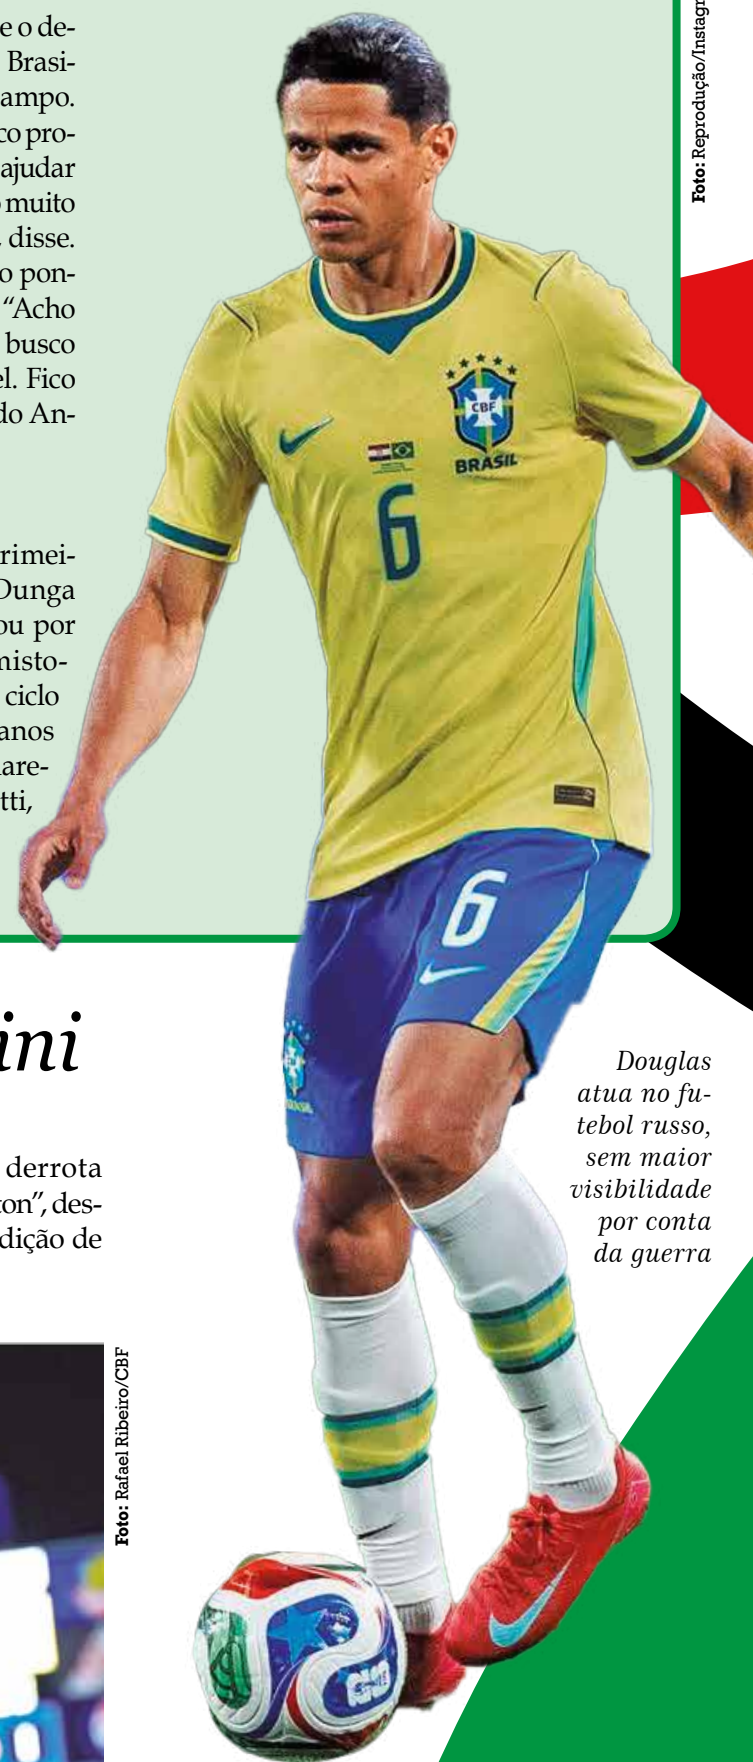 e o de-
Brasi-
ampo.
co pro-
ajudar
muito
disse.
o pon-
“Acho
busco
el. Fico
do An-
rimei-
Dunga
ou por
nisto-
ciclo
anos
are-
tti,
Foto: Reprodução/Instagr
CBF
BRASIL
6
6
BRASIL
ini
derrota
ton”, des-
dição de
Douglas
atua no fu-
tebol russo,
sem maior
visibilidade
por conta
da guerra
Foto: Rafael Ribeiro/CBF